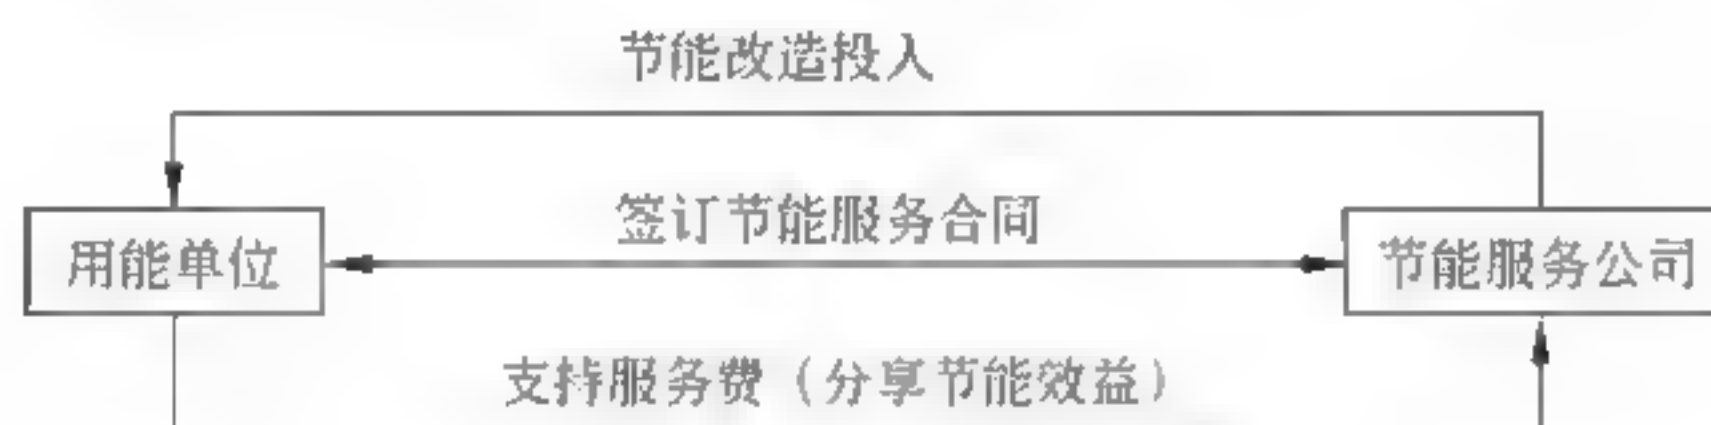 节能改造投入
签订节能服务合同
用能单位
节能服务公司
支持服务费（分享节能效益）